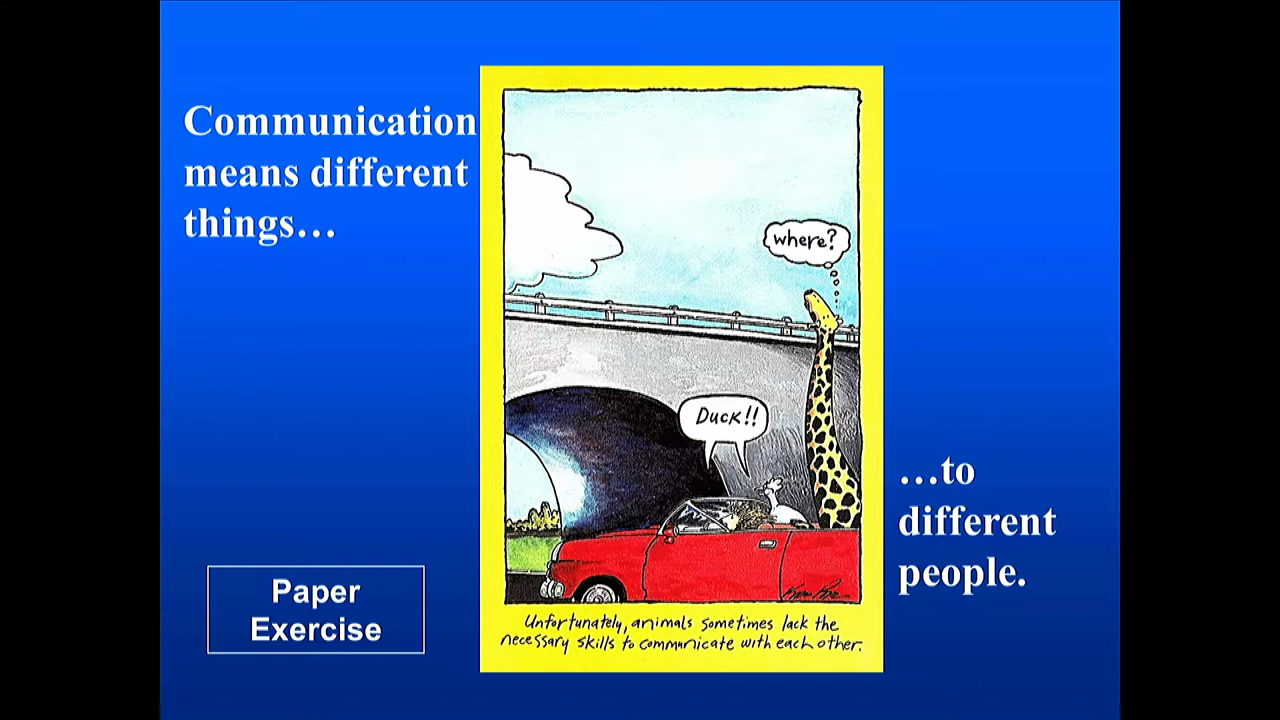 Communication
means different
things…
where?
Duck!!
…to
different
people.
Paper
Exercise
Unfortunately, animals sometimes lack the
necessary skills to communicate with each other.